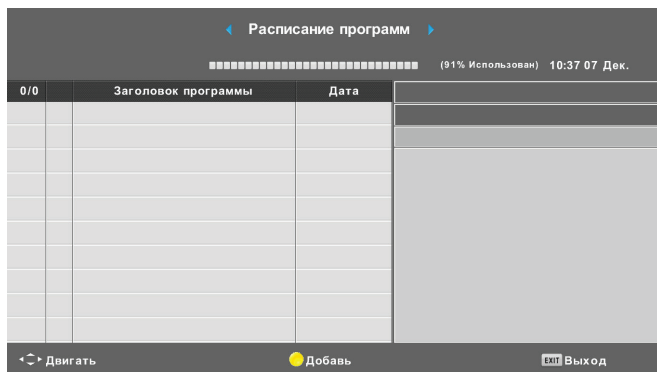 Расписание программ
(91% Использован) 10:37 07 Дек.
0/0 Заголовок программы Дата
Двигать Добавь EXIT Выход